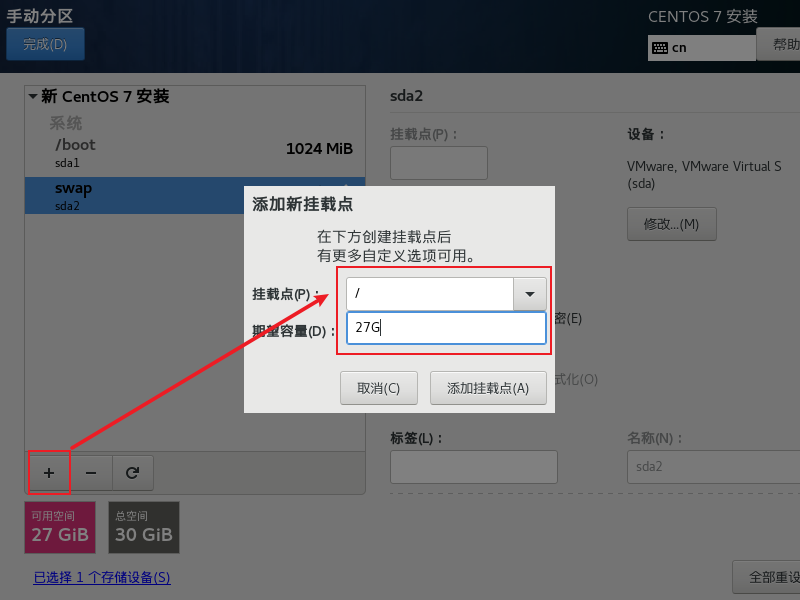 手动分区
CENTOS 7 安装
完成(D)
cn
帮助
新 CentOS 7 安装
系统
/boot
1024 MiB
sda1
swap
sda2
sda2
挂载点(P)：
设备：
VMware, VMware Virtual S
(sda)
修改...(M)
添加新挂载点
在下方创建挂载点后
有更多自定义选项可用。
挂载点(P)：
/
期望容量(D)：
27G
取消(C)
添加挂载点(A)
密(E)
式化(O)
标签(L)：
名称(N)：
sda2
可用空间
27 GiB
总空间
30 GiB
已选择 1 个存储设备(S)
全部重设